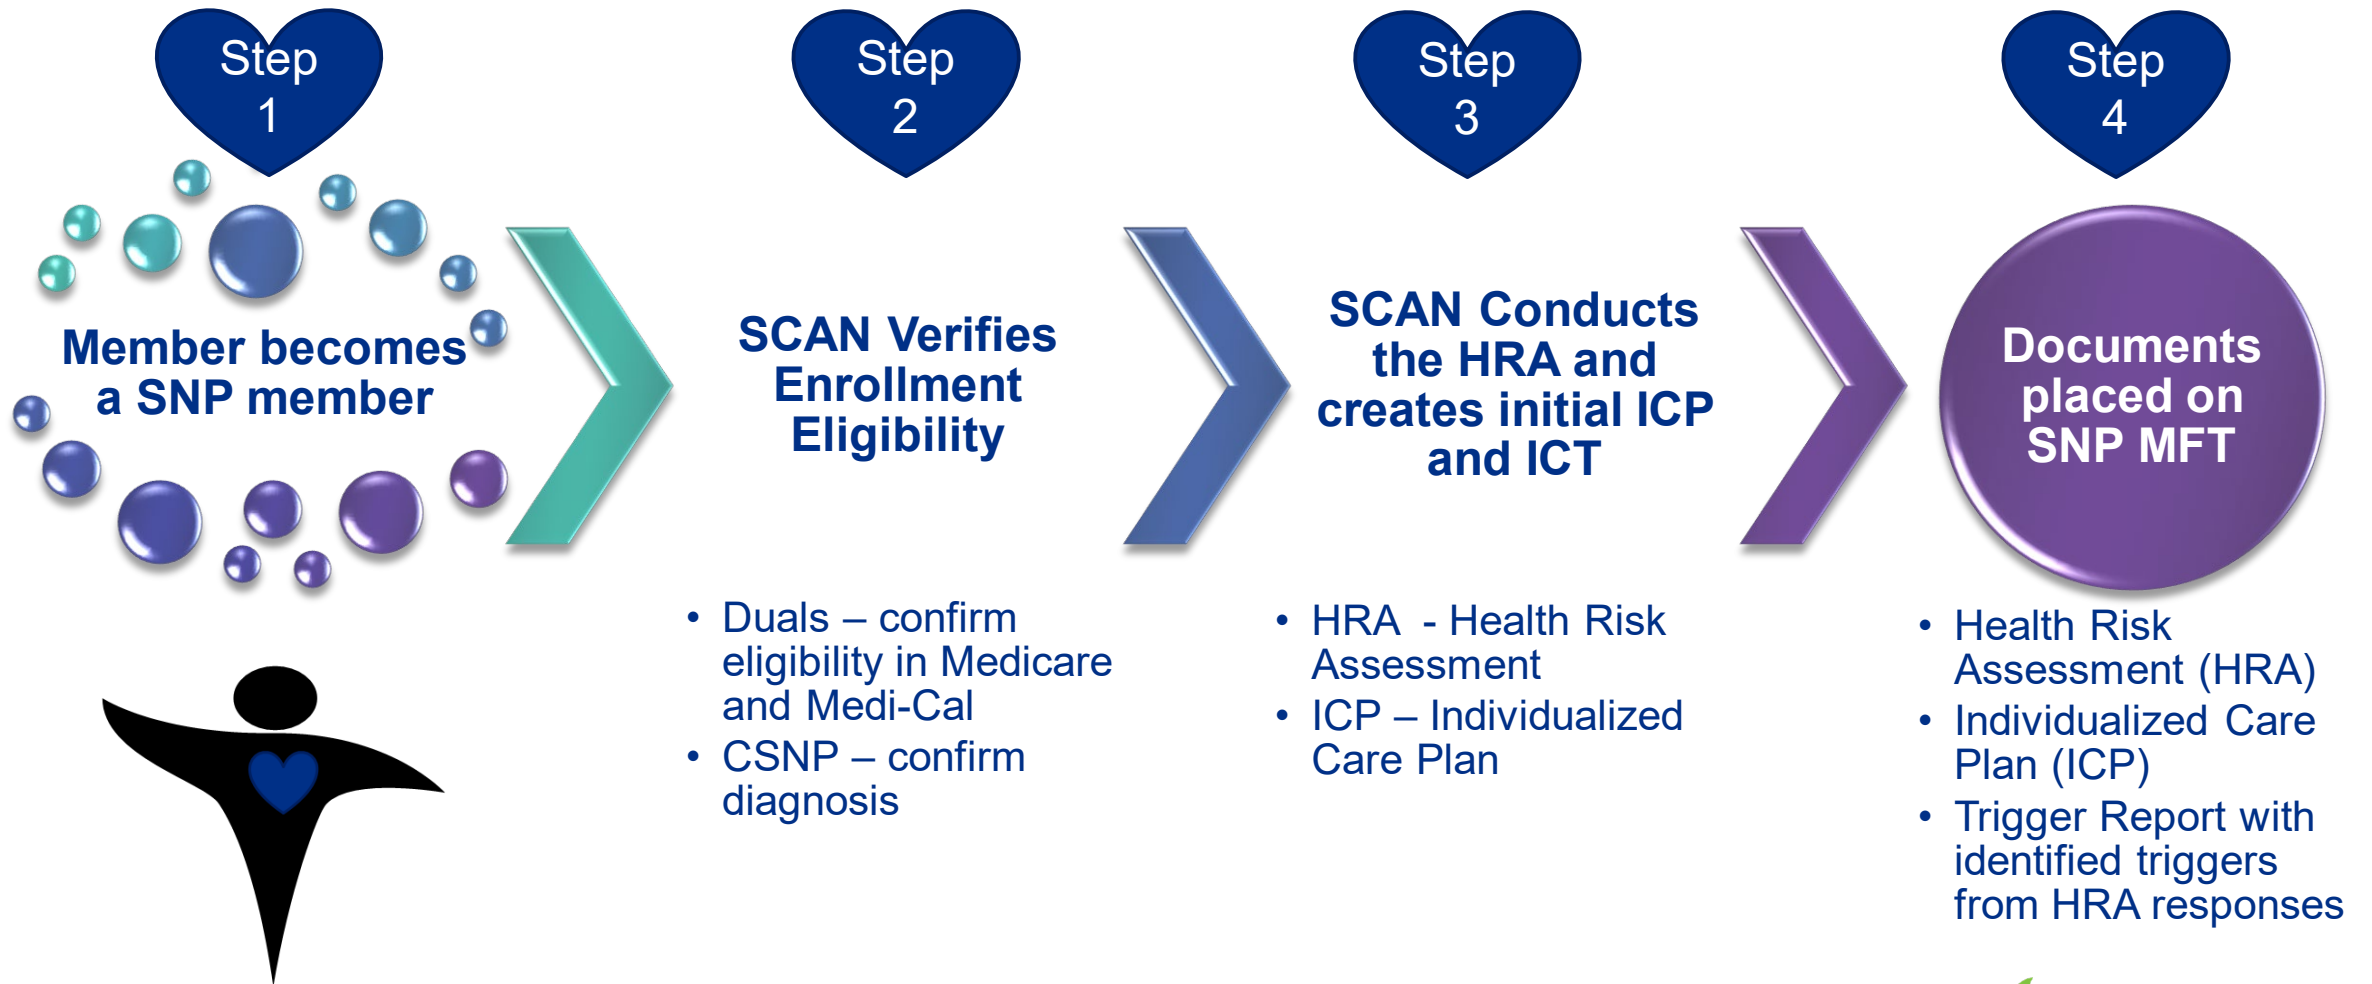 Step
1
Member becomes
a SNP member
Step
2
SCAN Verifies
Enrollment
Eligibility
• Duals – confirm
eligibility in Medicare
and Medi-Cal
• CSNP – confirm
diagnosis
Step
3
SCAN Conducts
the HRA and
creates initial ICP
and ICT
• HRA - Health Risk
Assessment
• ICP – Individualized
Care Plan
Step
4
Documents
placed on
SNP MFT
• Health Risk
Assessment (HRA)
• Individualized Care
Plan (ICP)
• Trigger Report with
identified triggers
from HRA responses